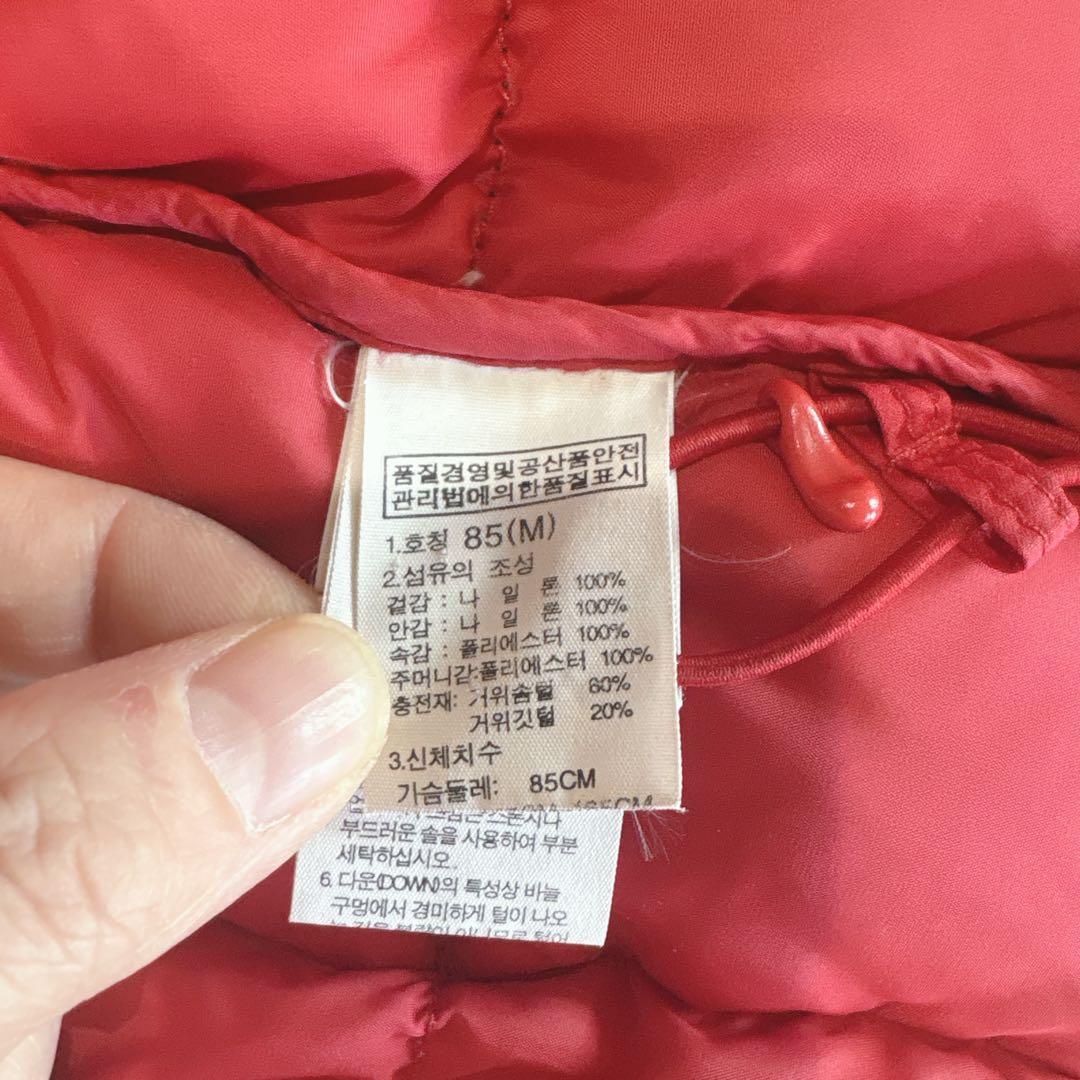 품질경영및공산품안전
관리법에의한품질표시
1.호칭 85(M)
2.섬유의 조성
겉감 : 나 일 론 100%
안감 : 나 일 론 100%
속감 : 폴리에스터 100%
주머니감:폴리에스터 100%
충전재: 거위솜털 80%
거위깃털 20%
3.신체치수
가슴둘레: 85CM
부드러운 솔을 사용하여 부분
세탁하십시오.
6. 다운(DOWN)의 특성상 바늘
구멍에서 경미하게 털이 나오